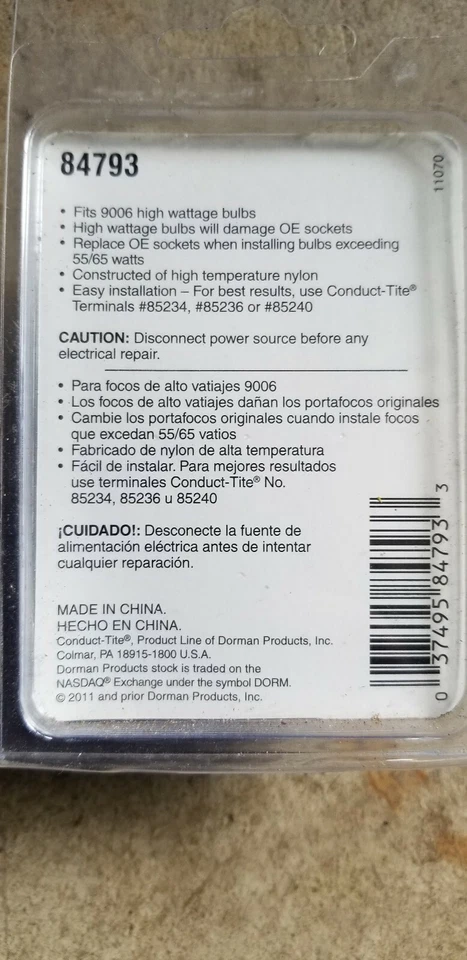 84793
11070
• Fits 9006 high wattage bulbs
• High wattage bulbs will damage OE sockets
• Replace OE sockets when installing bulbs exceeding
55/65 watts
• Constructed of high temperature nylon
• Easy installation – For best results, use Conduct-Tite®
Terminals #85234, #85236 or #85240
CAUTION: Disconnect power source before any
electrical repair.
• Para focos de alto vatiajes 9006
• Los focos de alto vatiajes dañan los portafocos originales
• Cambie los portafocos originales cuando instale focos
que excedan 55/65 vatios
• Fabricado de nylon de alta temperatura
• Fácil de instalar. Para mejores resultados
use terminales Conduct-Tite® No.
85234, 85236 u 85240
¡CUIDADO!: Desconecte la fuente de
alimentación eléctrica antes de intentar
cualquier reparación.
MADE IN CHINA.
HECHO EN CHINA.
Conduct-Tite®, Product Line of Dorman Products, Inc.
Colmar, PA 18915-1800 U.S.A.
Dorman Products stock is traded on the
NASDAQ® Exchange under the symbol DORM.
© 2011 and prior Dorman Products, Inc.
0 37495 84793 3